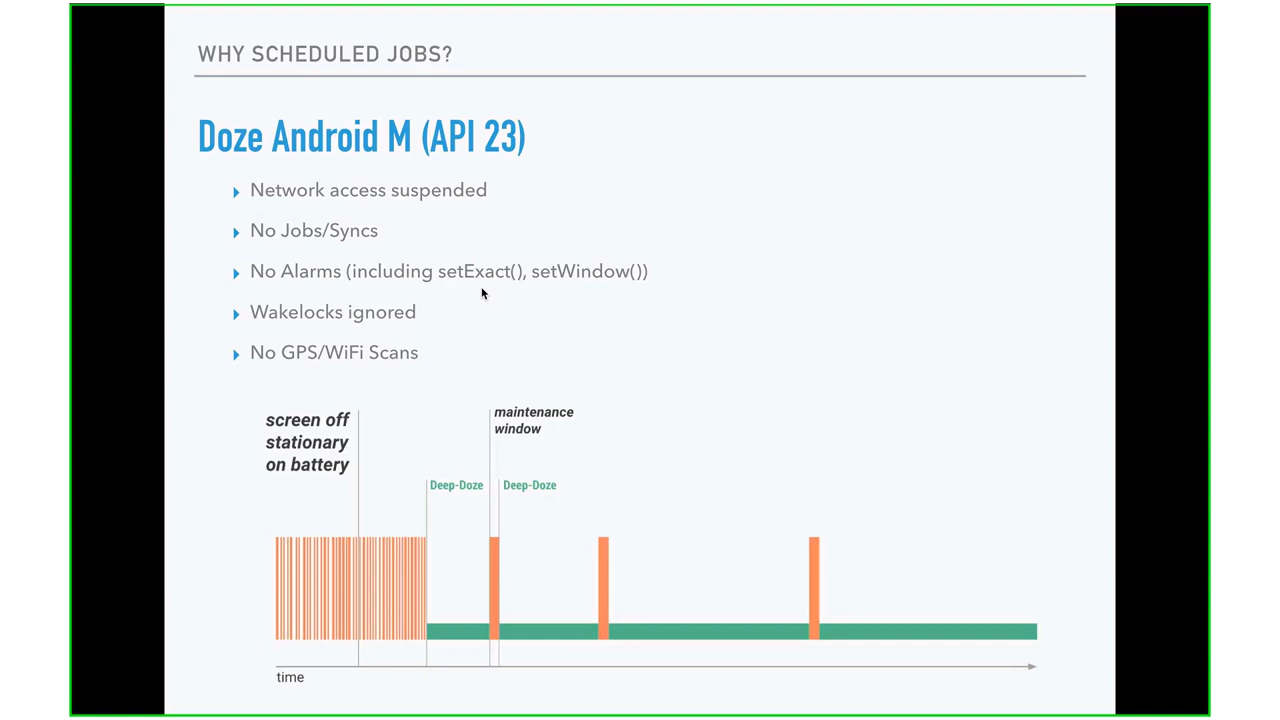 WHY SCHEDULED JOBS?
Doze Android M (API 23)
Network access suspended
No Jobs/Syncs
No Alarms (including setExact(), setWindow())
Wakelocks ignored
No GPS/WiFi Scans
screen off
stationary
on battery
maintenance
window
Deep-Doze
Deep-Doze
time